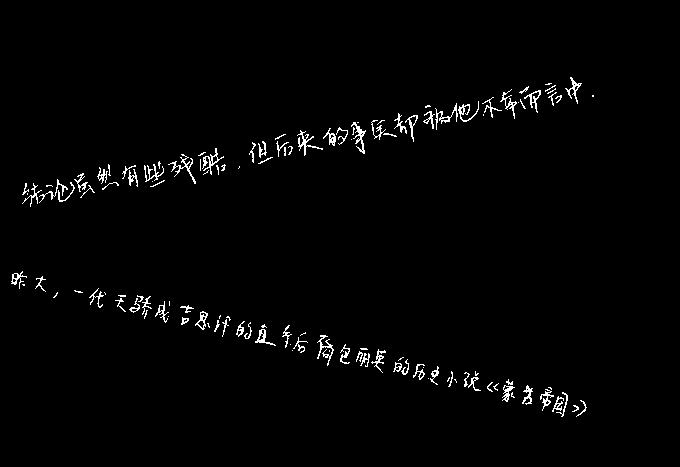 结论虽然有些残酷，但后来的事实却被他不幸而言中．
昨天，一代天骄成吉思汗的直系后裔包丽英的历史小说《蒙古帝国》